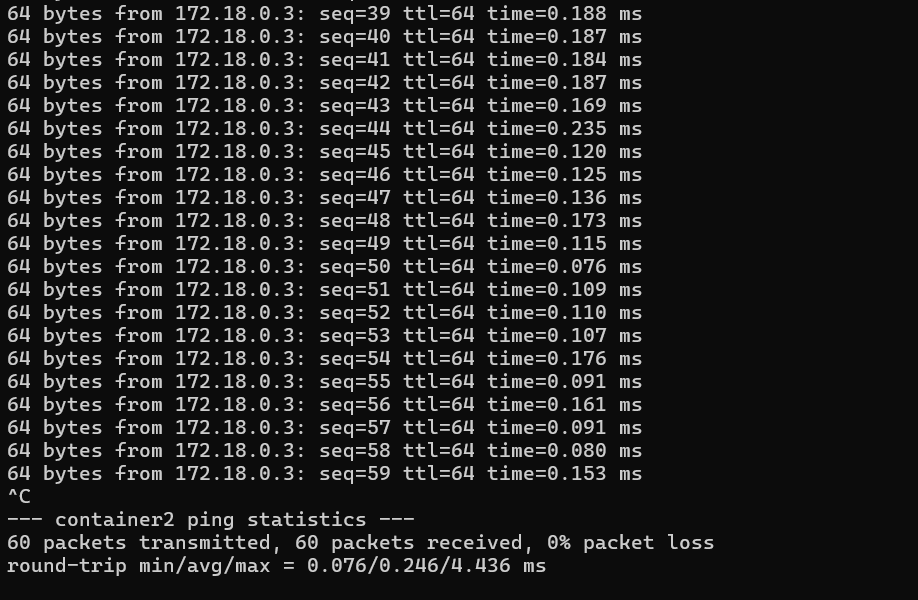 64 bytes from 172.18.0.3: seq=39 ttl=64 time=0.188 ms
64 bytes from 172.18.0.3: seq=40 ttl=64 time=0.187 ms
64 bytes from 172.18.0.3: seq=41 ttl=64 time=0.184 ms
64 bytes from 172.18.0.3: seq=42 ttl=64 time=0.187 ms
64 bytes from 172.18.0.3: seq=43 ttl=64 time=0.169 ms
64 bytes from 172.18.0.3: seq=44 ttl=64 time=0.235 ms
64 bytes from 172.18.0.3: seq=45 ttl=64 time=0.120 ms
64 bytes from 172.18.0.3: seq=46 ttl=64 time=0.125 ms
64 bytes from 172.18.0.3: seq=47 ttl=64 time=0.136 ms
64 bytes from 172.18.0.3: seq=48 ttl=64 time=0.173 ms
64 bytes from 172.18.0.3: seq=49 ttl=64 time=0.115 ms
64 bytes from 172.18.0.3: seq=50 ttl=64 time=0.076 ms
64 bytes from 172.18.0.3: seq=51 ttl=64 time=0.109 ms
64 bytes from 172.18.0.3: seq=52 ttl=64 time=0.110 ms
64 bytes from 172.18.0.3: seq=53 ttl=64 time=0.107 ms
64 bytes from 172.18.0.3: seq=54 ttl=64 time=0.176 ms
64 bytes from 172.18.0.3: seq=55 ttl=64 time=0.091 ms
64 bytes from 172.18.0.3: seq=56 ttl=64 time=0.161 ms
64 bytes from 172.18.0.3: seq=57 ttl=64 time=0.091 ms
64 bytes from 172.18.0.3: seq=58 ttl=64 time=0.080 ms
64 bytes from 172.18.0.3: seq=59 ttl=64 time=0.153 ms
^C
--- container2 ping statistics ---
60 packets transmitted, 60 packets received, 0% packet loss
round-trip min/avg/max = 0.076/0.246/4.436 ms